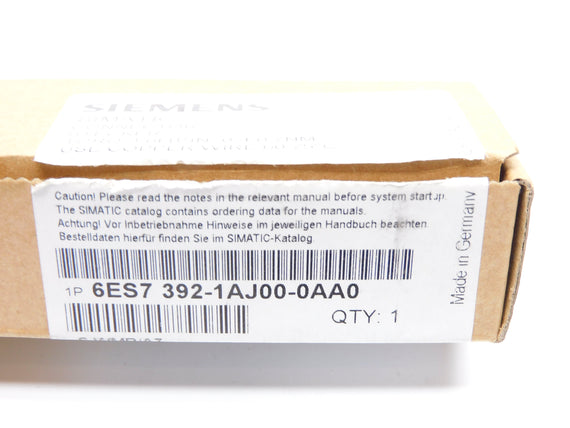 SIEMENS
Caution! Please read the notes in the relevant manual before system start up.
The SIMATIC catalog contains ordering data for the manuals.
Achtung! Vor Inbetriebnahme Hinweise im jeweiligen Handbuch beachten.
Bestelldaten hierfür finden Sie im SIMATIC-Katalog.
1P 6ES7 392-1AJ00-0AA0
QTY: 1
Made in Germany